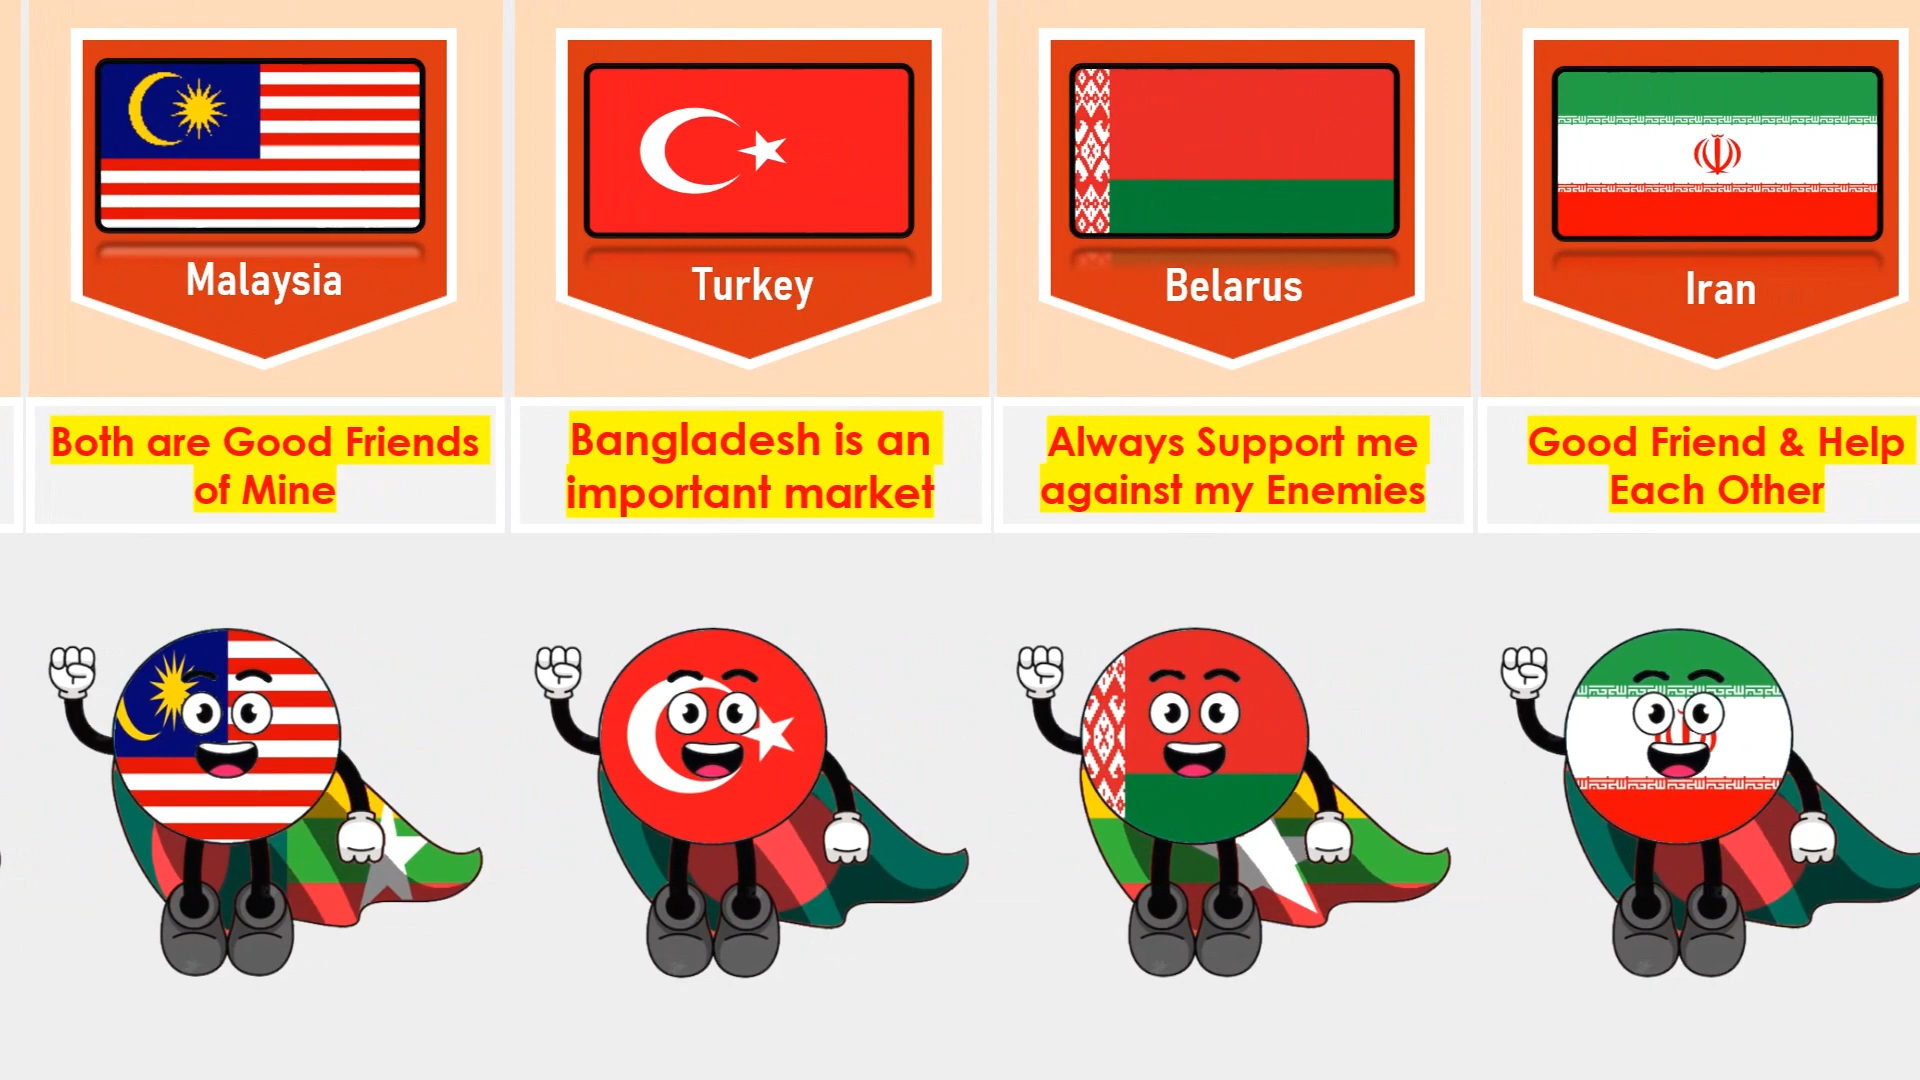 Malaysia
Both are Good Friends
of Mine
Turkey
Bangladesh is an
important market
Belarus
Always Support me
against my Enemies
Iran
Good Friend & Help
Each Other